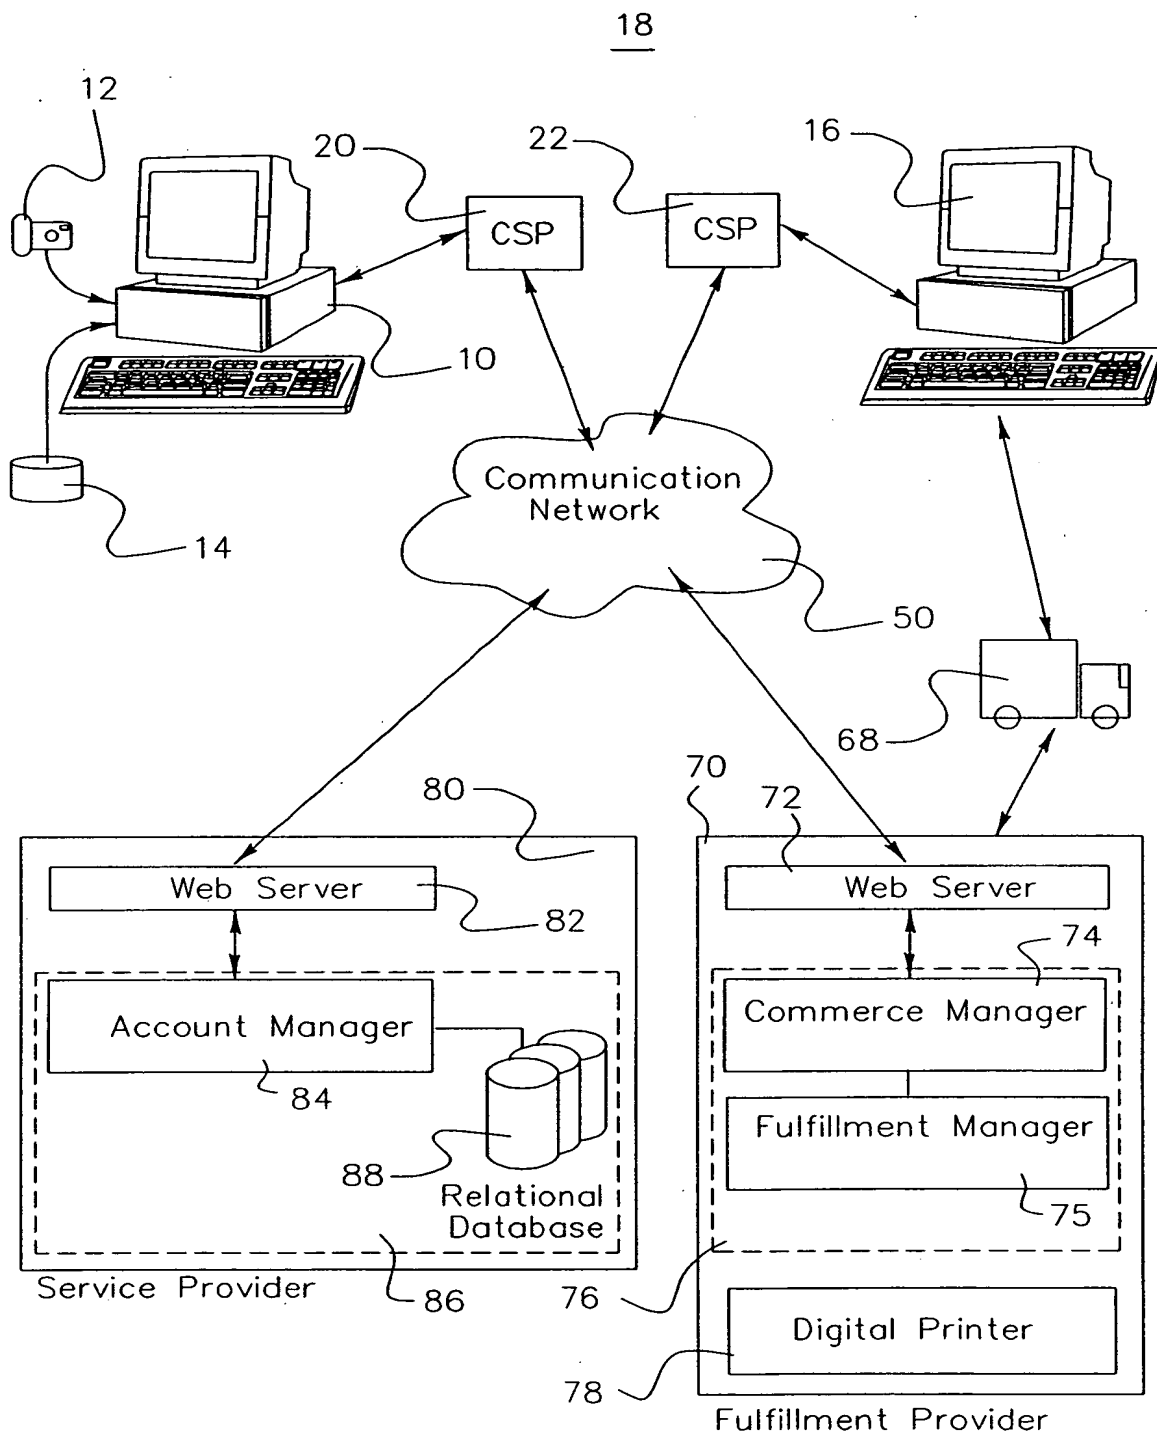 18
12
20
22
16
CSP
CSP
10
Communication
Network
14
50
68
70
80
72
Web Server
82
Web Server
74
Account Manager
84
Commerce Manager
Fulfillment Manager
75
88
Relational
Database
86
Service Provider
76
Digital Printer
78
Fulfillment Provider